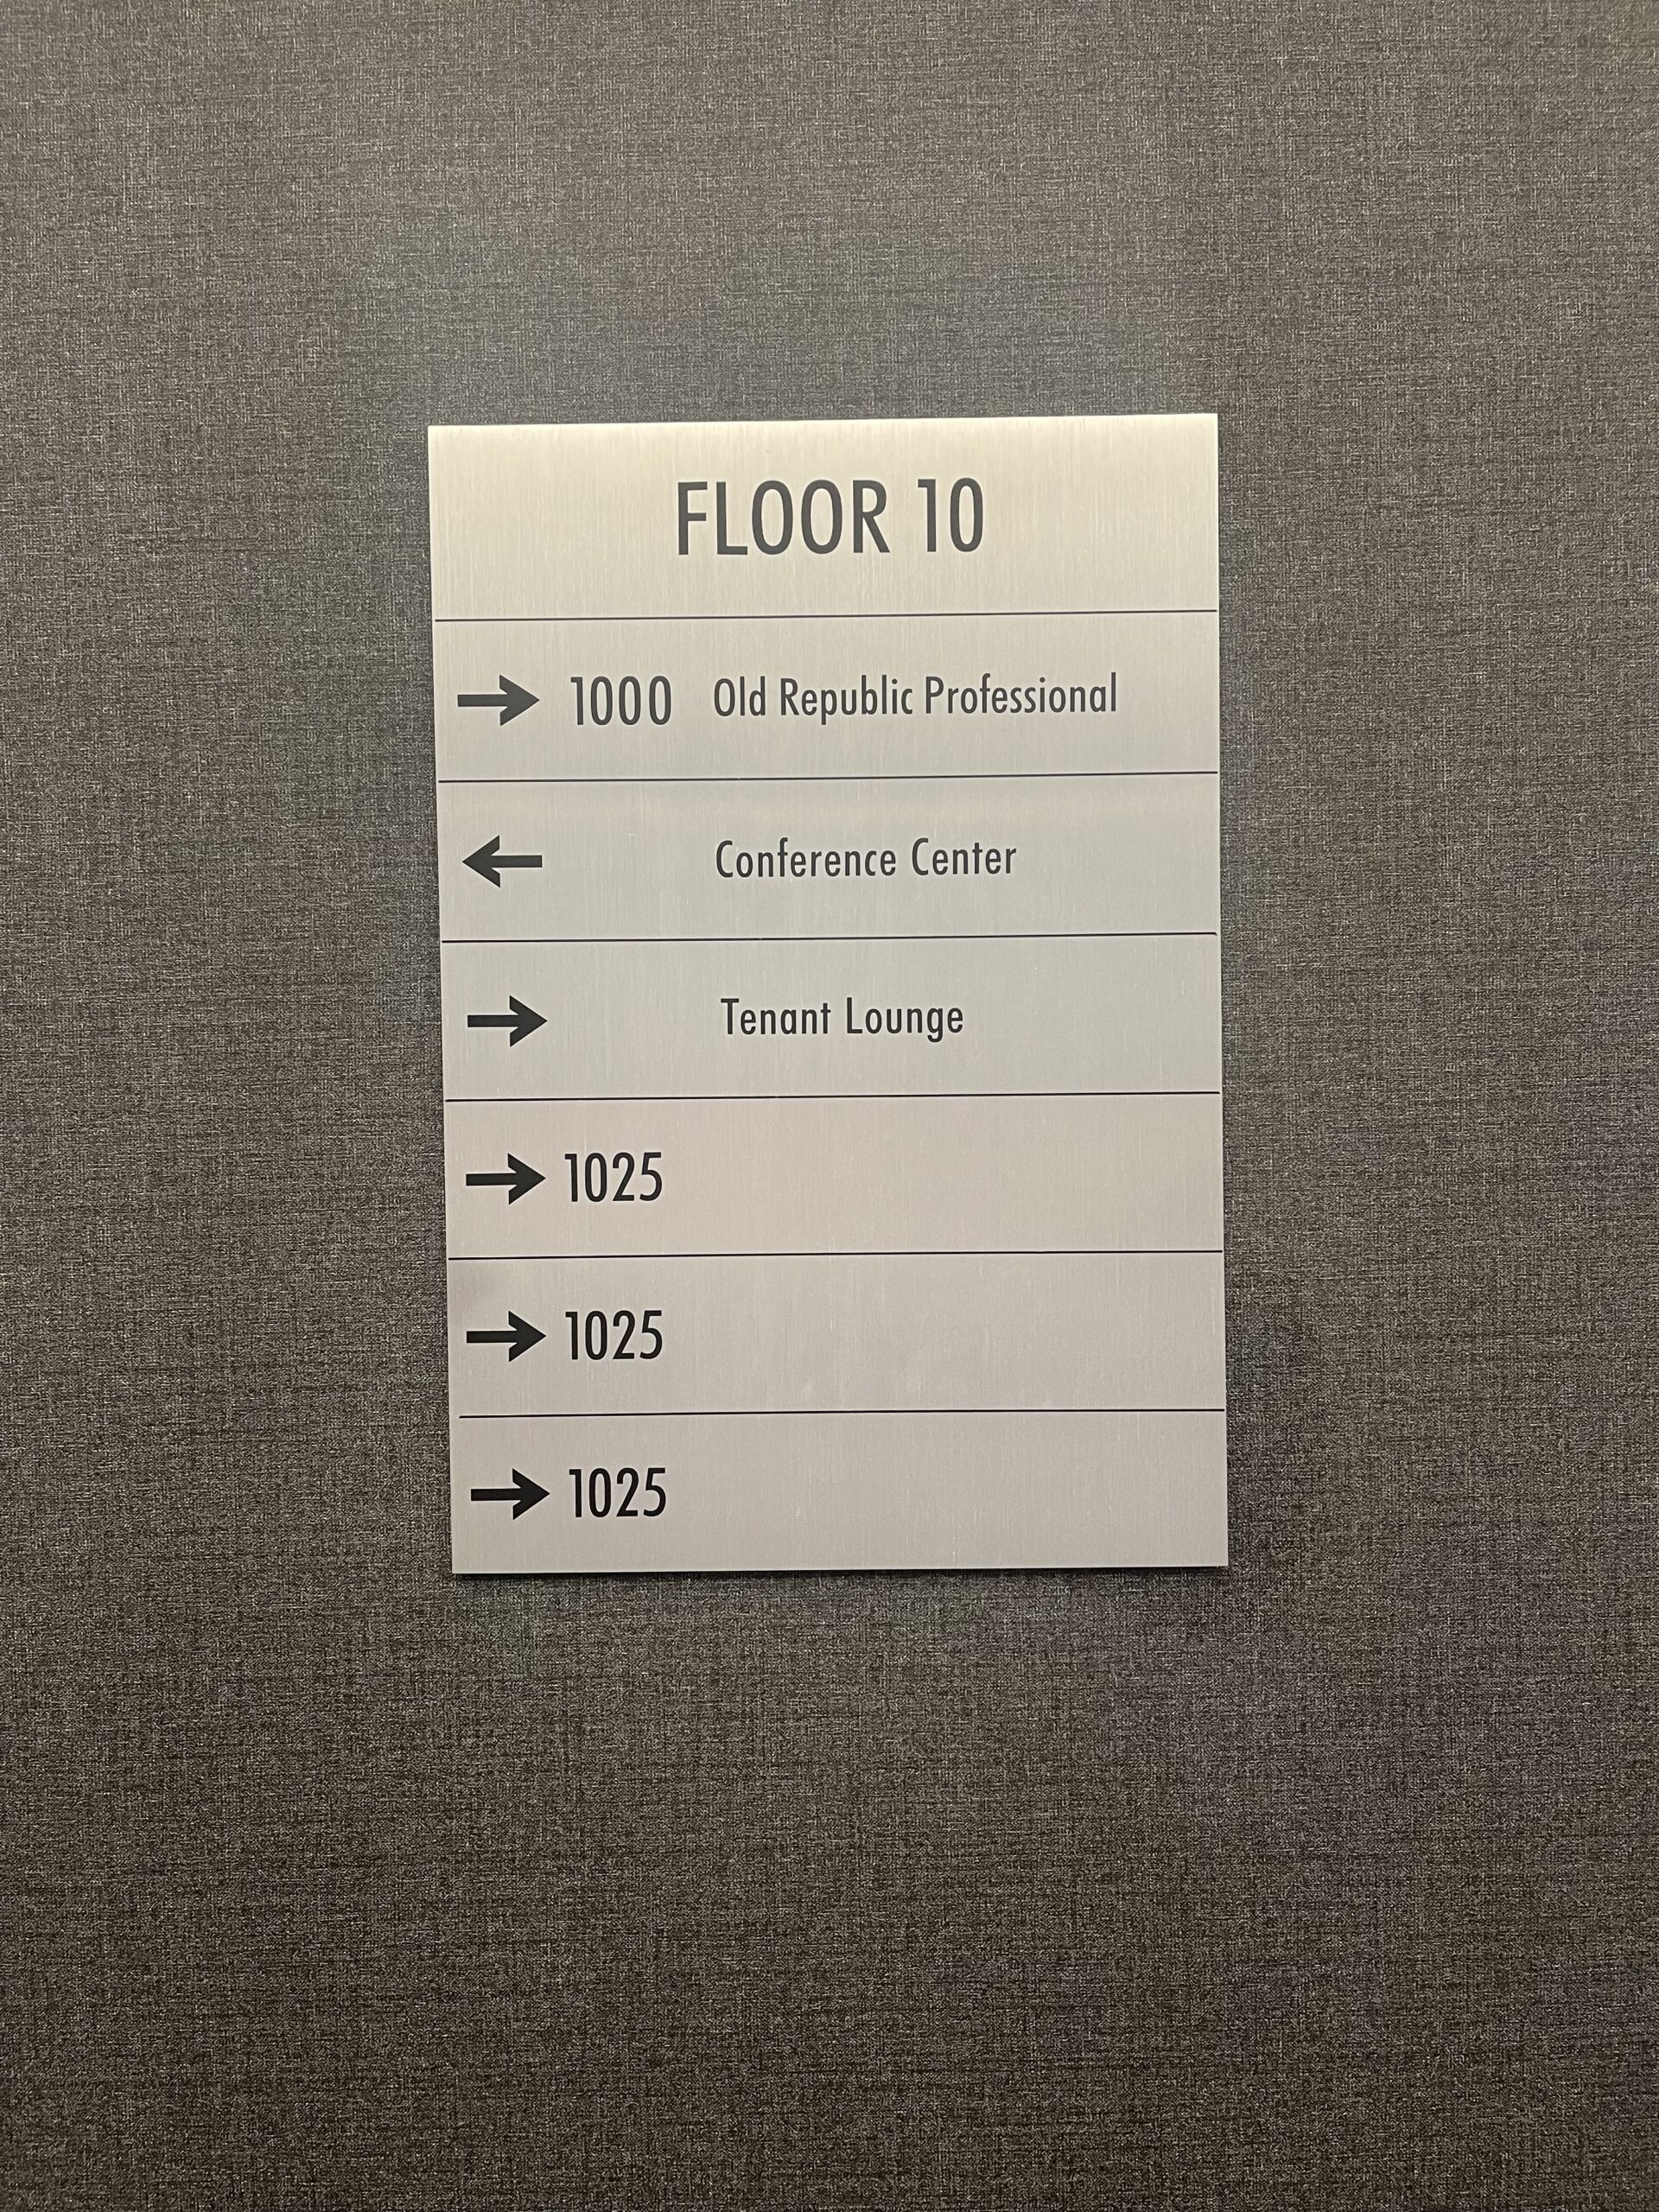 FLOOR 10
→ 1000 Old Republic Professional
← Conference Center
→ Tenant Lounge
→ 1025
→ 1025
→ 1025